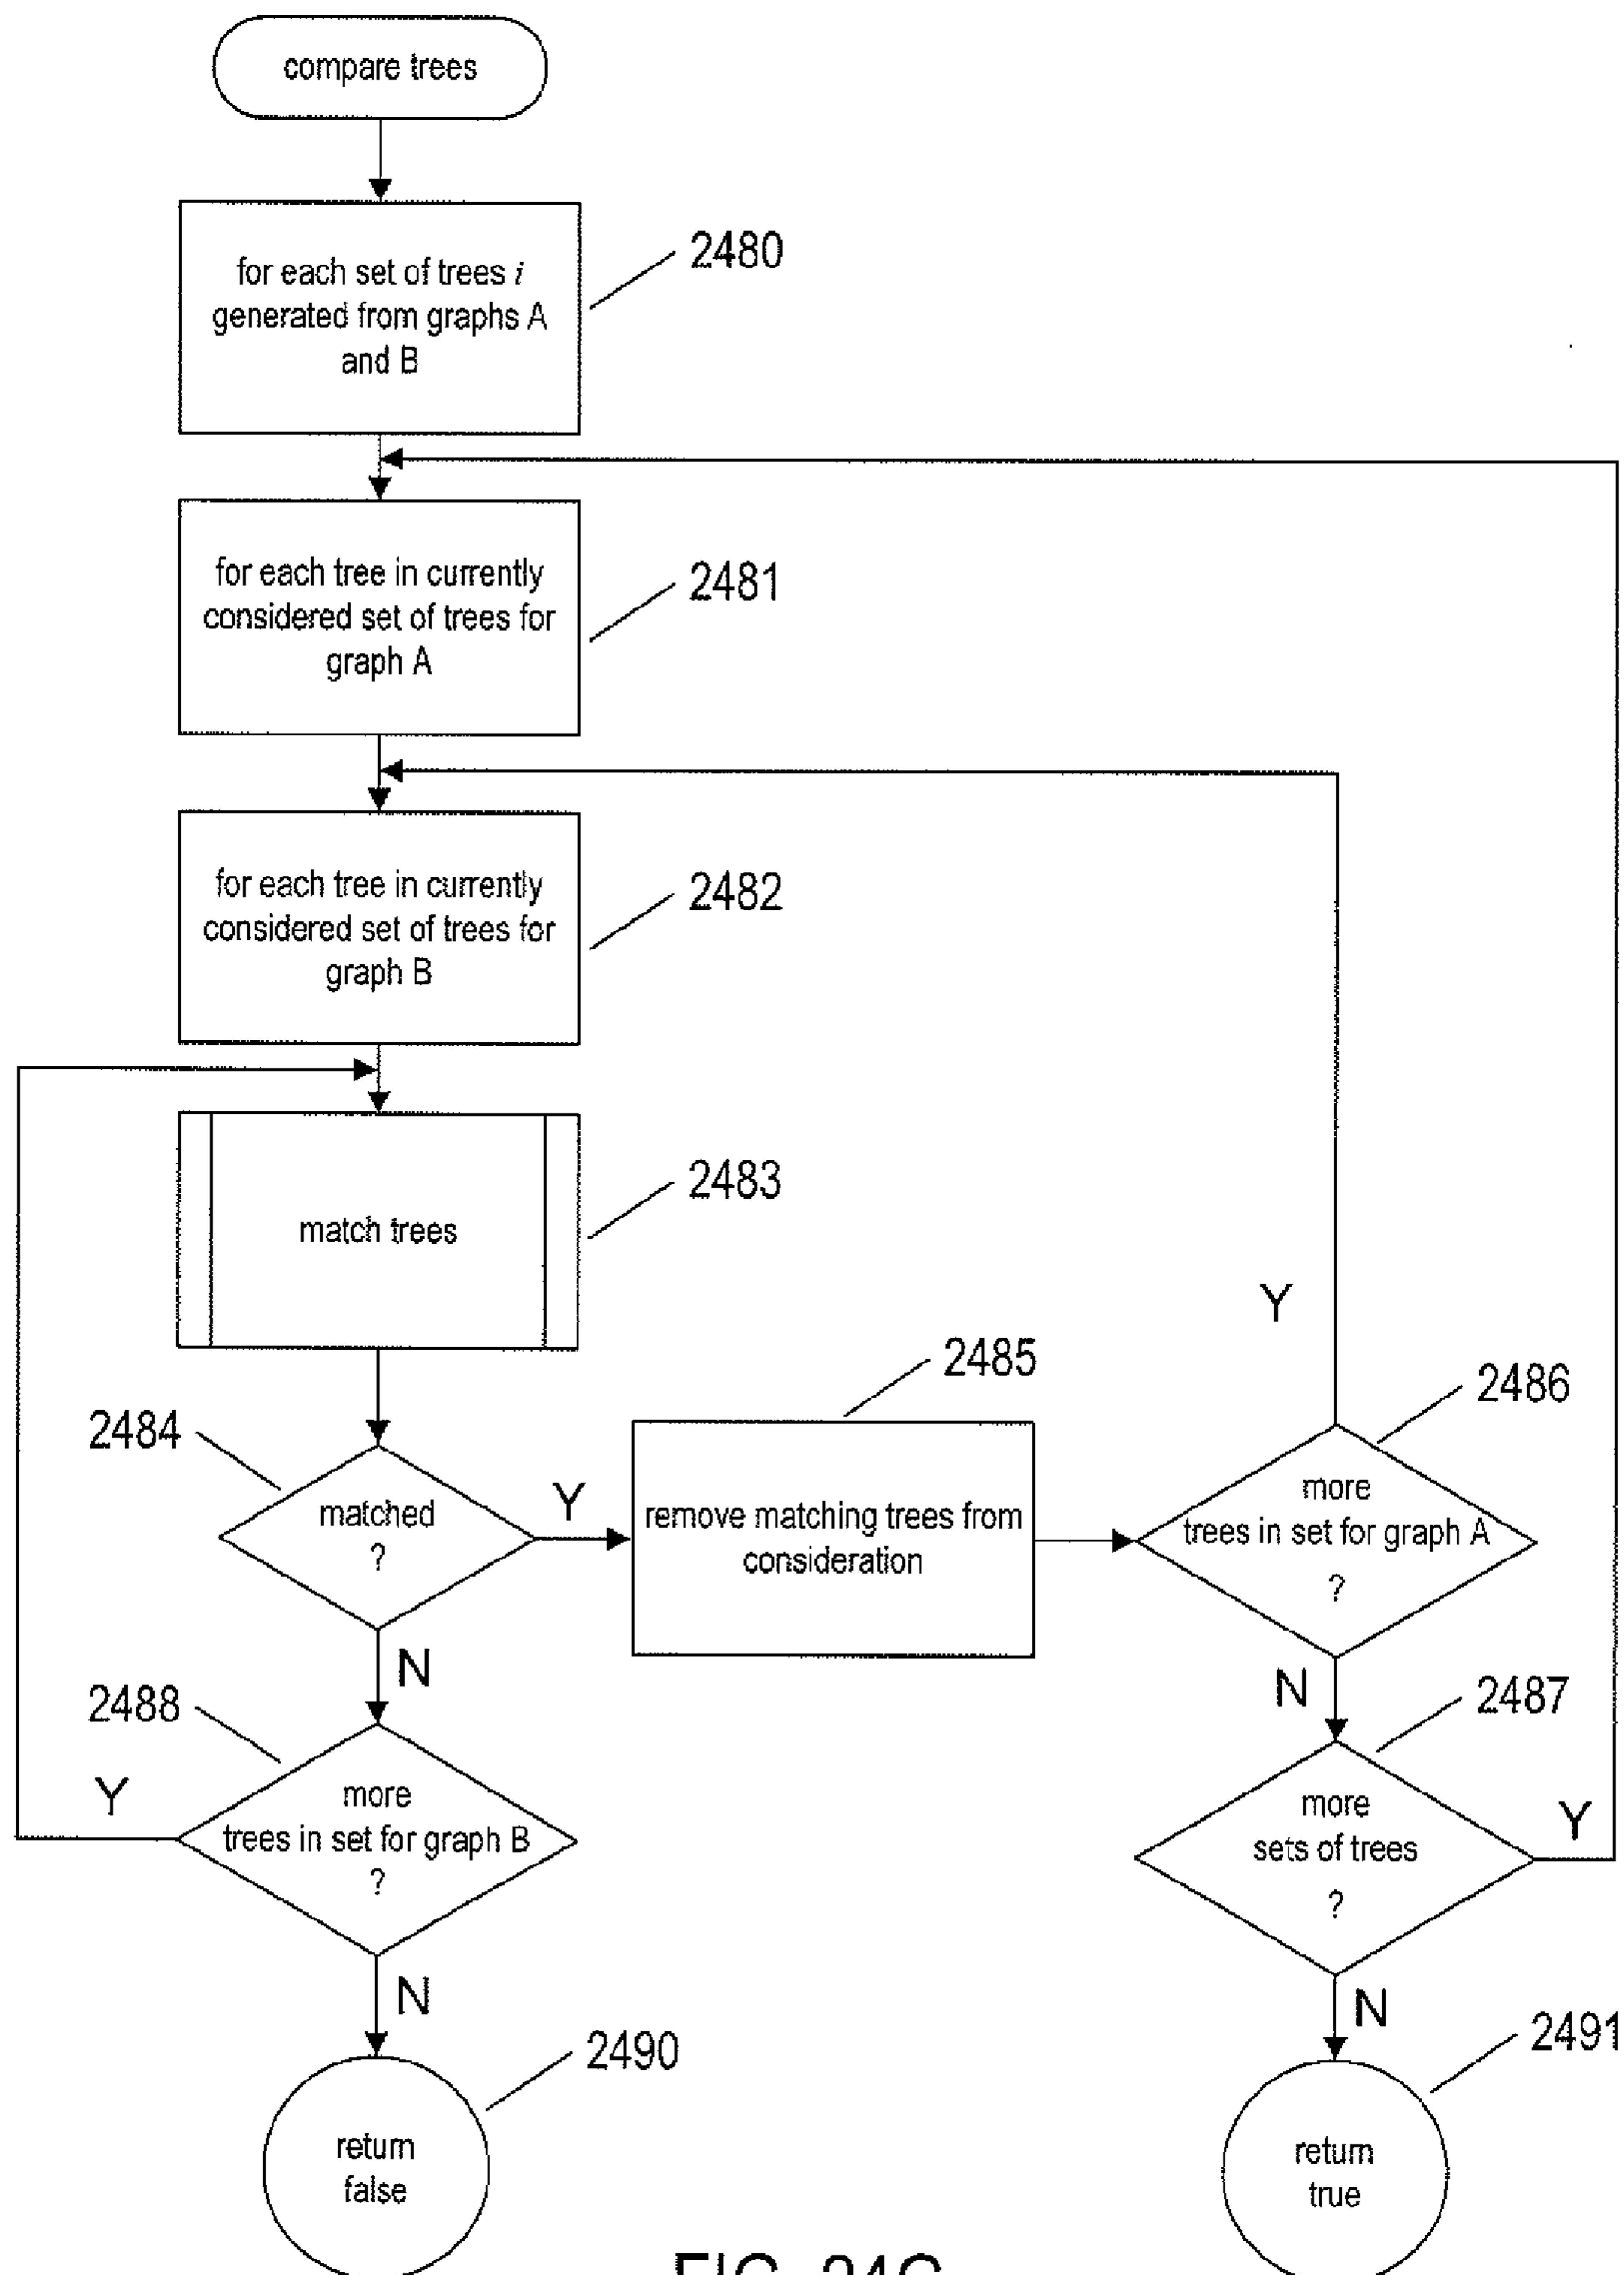 compare trees
for each set of trees i
generated from graphs A
and B
2480
for each tree in currently
considered set of trees for
graph A
2481
for each tree in currently
considered set of trees for
graph B
2482
match trees
2483
2484
matched
?
Y
N
2485
remove matching trees from
consideration
2486
more
trees in set for graph A
?
Y
N
2487
more
sets of trees
?
Y
N
2488
more
trees in set for graph B
?
Y
N
2490
return
false
2491
return
true